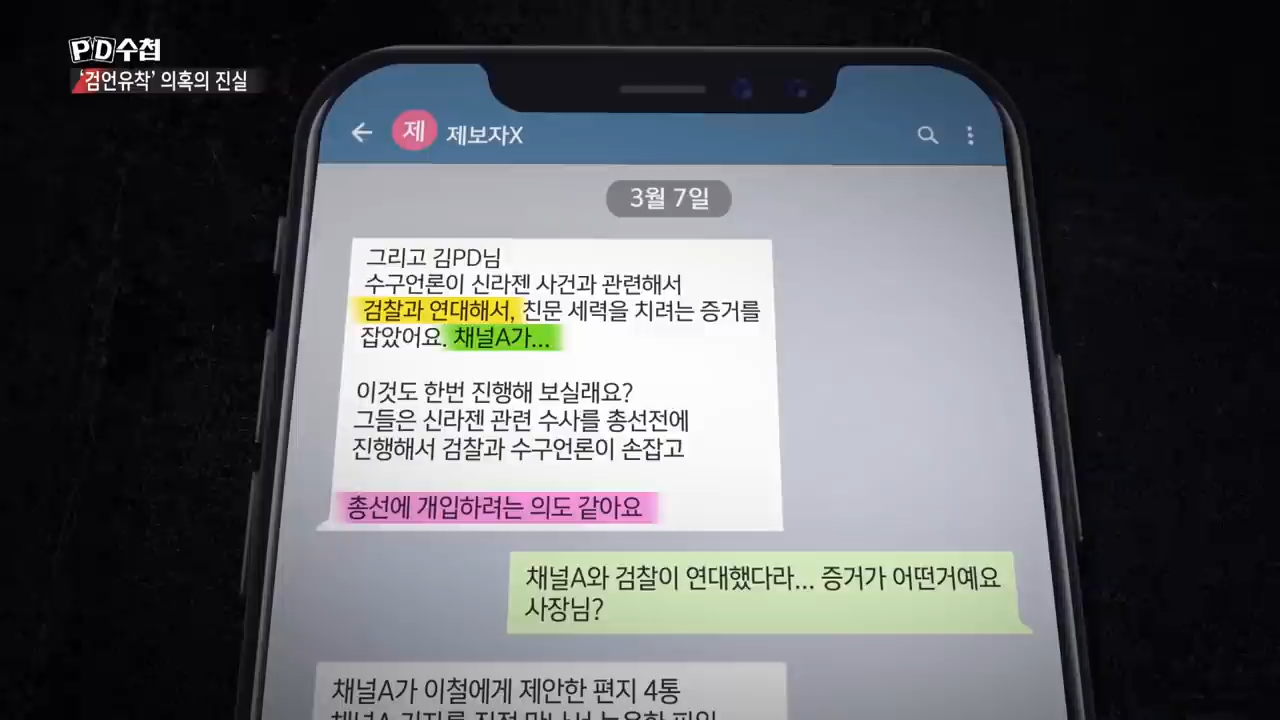 PD수첩
'검언유착' 의혹의 진실
제 제보자X
3월 7일
그리고 김PD님
수구언론이 신라젠 사건과 관련해서
검찰과 연대해서, 친문 세력을 치려는 증거를
잡았어요. 채널A가...
이것도 한번 진행해 보실래요?
그들은 신라젠 관련 수사를 총선전에
진행해서 검찰과 수구언론이 손잡고
총선에 개입하려는 의도 같아요
채널A와 검찰이 연대했다라... 증거가 어떤거예요
사장님?
채널A가 이철에게 제안한 편지 4통